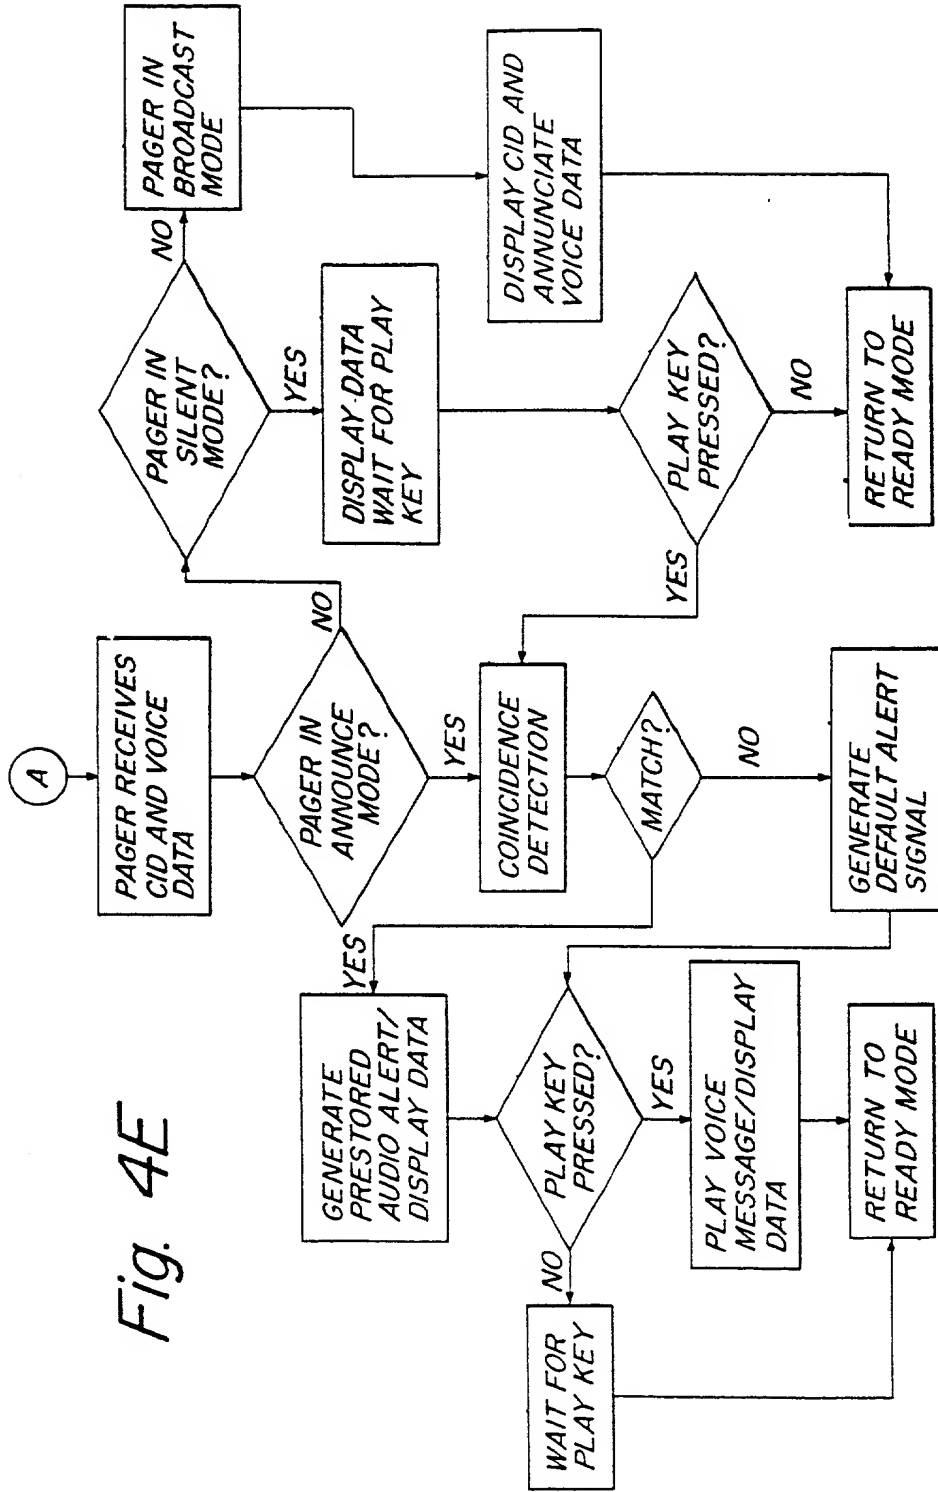 Fig. 4E
A
PAGER RECEIVES
CID AND VOICE
DATA
PAGER IN
ANNOUNCE
MODE?
NO
YES
PAGER IN
SILENT
MODE?
NO
YES
PAGER IN
BROADCAST
MODE
DISPLAY DATA
WAIT FOR PLAY
KEY
DISPLAY CID AND
ANNUNCIATE
VOICE DATA
PLAY KEY
PRESSED?
YES
NO
RETURN TO
READY MODE
COINCIDENCE
DETECTION
MATCH?
YES
NO
GENERATE
PRESTORED
AUDIO ALERT/
DISPLAY DATA
GENERATE
DEFAULT ALERT
SIGNAL
PLAY KEY
PRESSED?
NO
YES
WAIT FOR
PLAY KEY
PLAY VOICE
MESSAGE/DISPLAY
DATA
RETURN TO
READY MODE